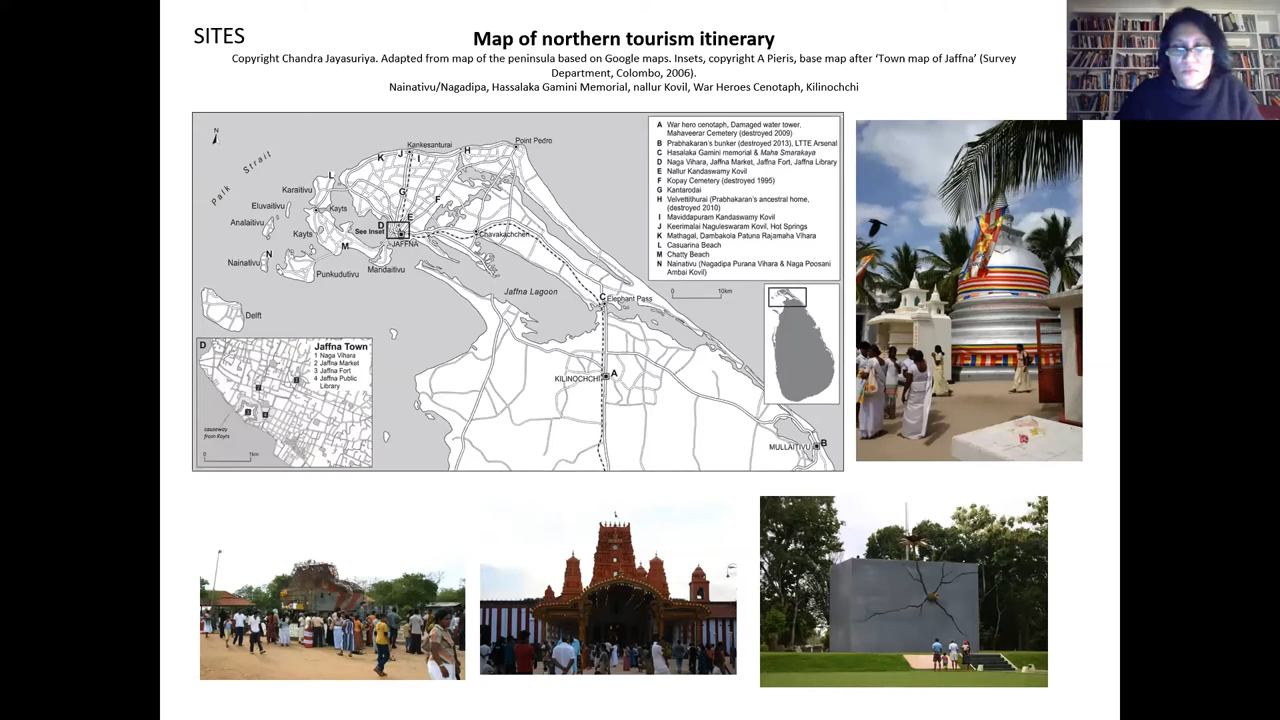 SITES
Map of northern tourism itinerary
Copyright Chandra Jayasuriya. Adapted from map of the peninsula based on Google maps. Insets, copyright A Pieris, base map after ‘Town map of Jaffna’ (Survey
Department, Colombo, 2006).
Nainativu/Nagadipa, Hassalaka Gamini Memorial, nallur Kovil, War Heroes Cenotaph, Kilinochchi
N
Palk Strait
Kankesanturai
Point Pedro
K
J
I
H
L
Karaitivu
Eluvaitivu
Analaitivu
Kayts
Kayts
G
F
E
D
See Inset
JAFFNA
Chavakachcheri
M
N
Nainativu
Punkudutivu
Mandaitivu
Delft
Jaffna Lagoon
C
Elephant Pass
10km
KILINOCHCHI
A
MULLAITIVU
B
A War hero cenotaph, Damaged water tower,
Mahaveerar Cemetery (destroyed 2009)
B Prabhakaran's bunker (destroyed 2013), LTTE Arsenal
C Hasalaka Gamini memorial & Maha Smarakaya
D Naga Vihara, Jaffna Market, Jaffna Fort, Jaffna Library
E Nallur Kandaswamy Kovil
F Kopay Cemetery (destroyed 1995)
G Kantarodai
H Velvettithurai (Prabhakaran's ancestral home,
(destroyed 2010)
I Maviddapuram Kandaswamy Kovil
J Keerimalai Naguleswaram Kovil, Hot Springs
K Mathagal, Dambakola Patuna Rajamaha Vihara
L Casuarina Beach
M Chatty Beach
N Nainativu (Nagadipa Purana Vihara & Naga Poosani
Ambai Kovil)
D
Jaffna Town
1 Naga Vihara
2 Jaffna Market
3 Jaffna Fort
4 Jaffna Public
Library
causeway
from Kayts
1km